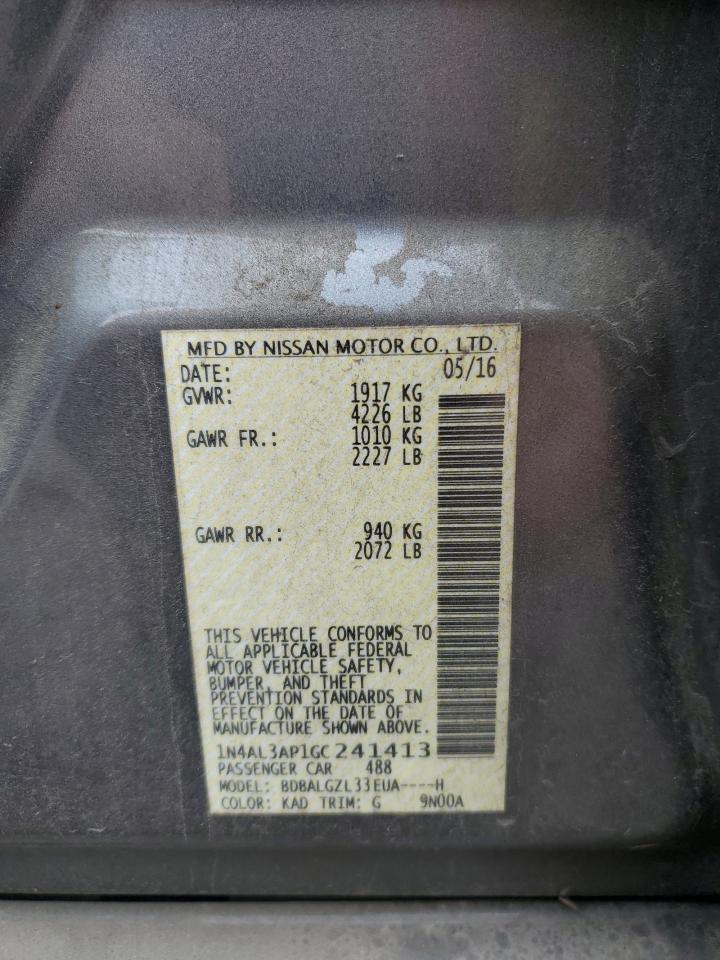 MFD BY NISSAN MOTOR CO., LTD.
DATE: 05/16
GVWR: 1917 KG
4226 LB
GAWR FR.: 1010 KG
2227 LB
GAWR RR.: 940 KG
2072 LB
THIS VEHICLE CONFORMS TO
ALL APPLICABLE FEDERAL
MOTOR VEHICLE SAFETY,
BUMPER, AND THEFT
PREVENTION STANDARDS IN
EFFECT ON THE DATE OF
MANUFACTURE SHOWN ABOVE.
1N4AL3AP1GC241413
PASSENGER CAR 488
MODEL: BDBALGZL33EUA----H
COLOR: KAD TRIM: G 9N00A